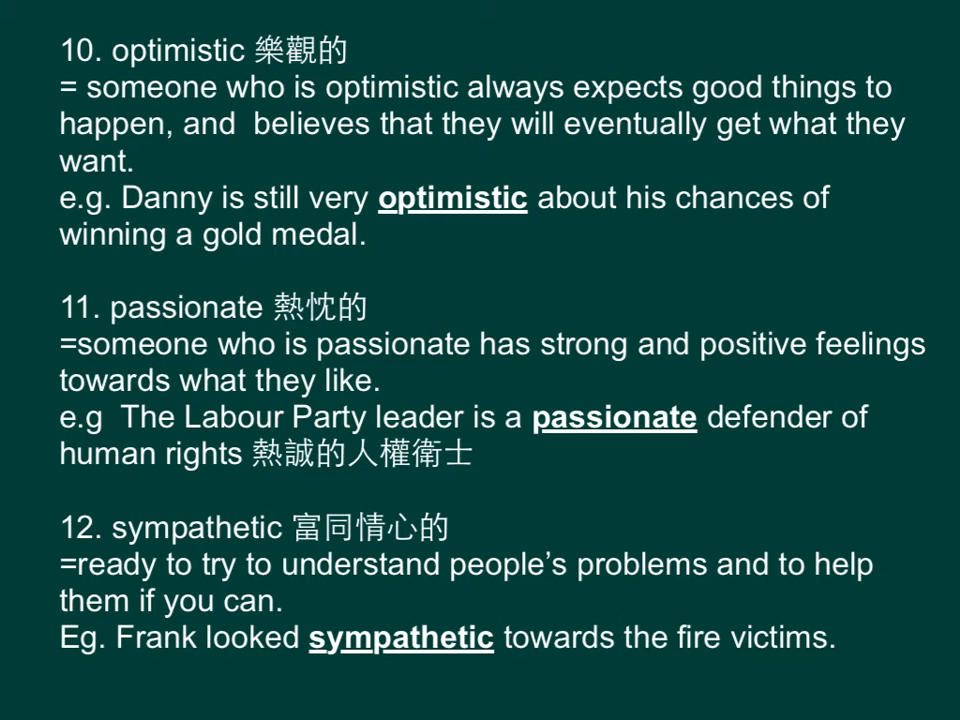 10. optimistic 樂觀的
= someone who is optimistic always expects good things to
happen, and  believes that they will eventually get what they
want.
e.g. Danny is still very optimistic about his chances of
winning a gold medal.
11. passionate 熱忱的
=someone who is passionate has strong and positive feelings
towards what they like.
e.g  The Labour Party leader is a passionate defender of
human rights 熱誠的人權衛士
12. sympathetic 富同情心的
=ready to try to understand people’s problems and to help
them if you can.
Eg. Frank looked sympathetic towards the fire victims.